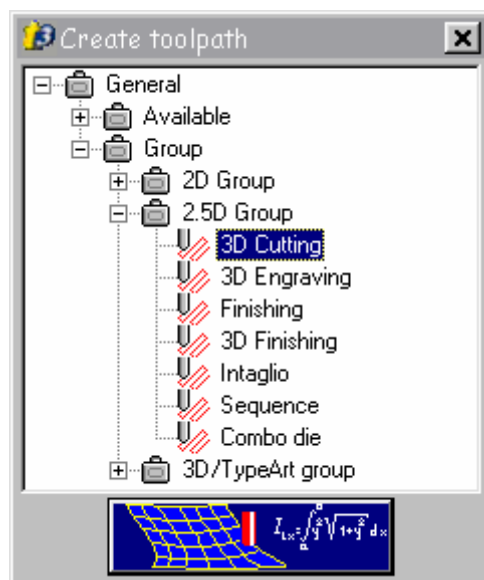 Create toolpath
General
Available
Group
2D Group
2.5D Group
3D Cutting
3D Engraving
Finishing
3D Finishing
Intaglio
Sequence
Combo die
3D/TypeArt group